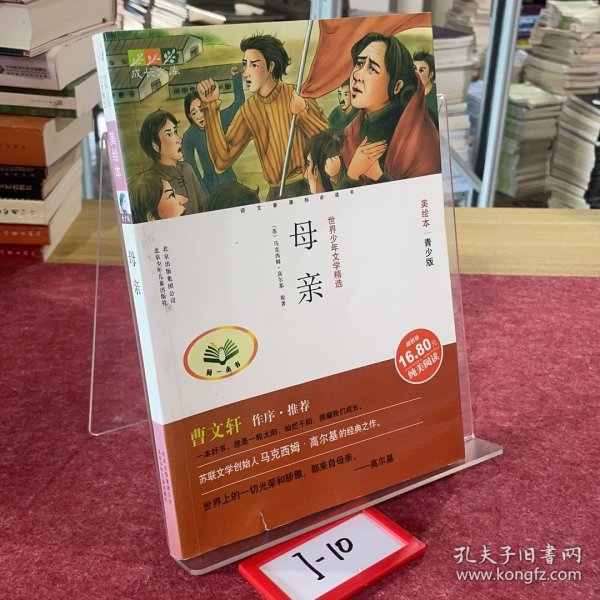 成长文库
语文新课标必读书
美绘本 青少版
世界少年文学精选
母亲
(苏)马克西姆·高尔基 原著
超值价
16.80元
纯美阅读
同一本书
曹文轩 作序·推荐
一本好书,就是一轮太阳,灿烂千阳,照耀我们成长。
苏联文学创始人马克西姆·高尔基的经典之作。
世界上的一切光荣和骄傲,都来自母亲。
——高尔基
美绘本
母亲
北京出版集团公司
北京少年儿童出版社
J-10
孔夫子旧书网
www.kongfz.com